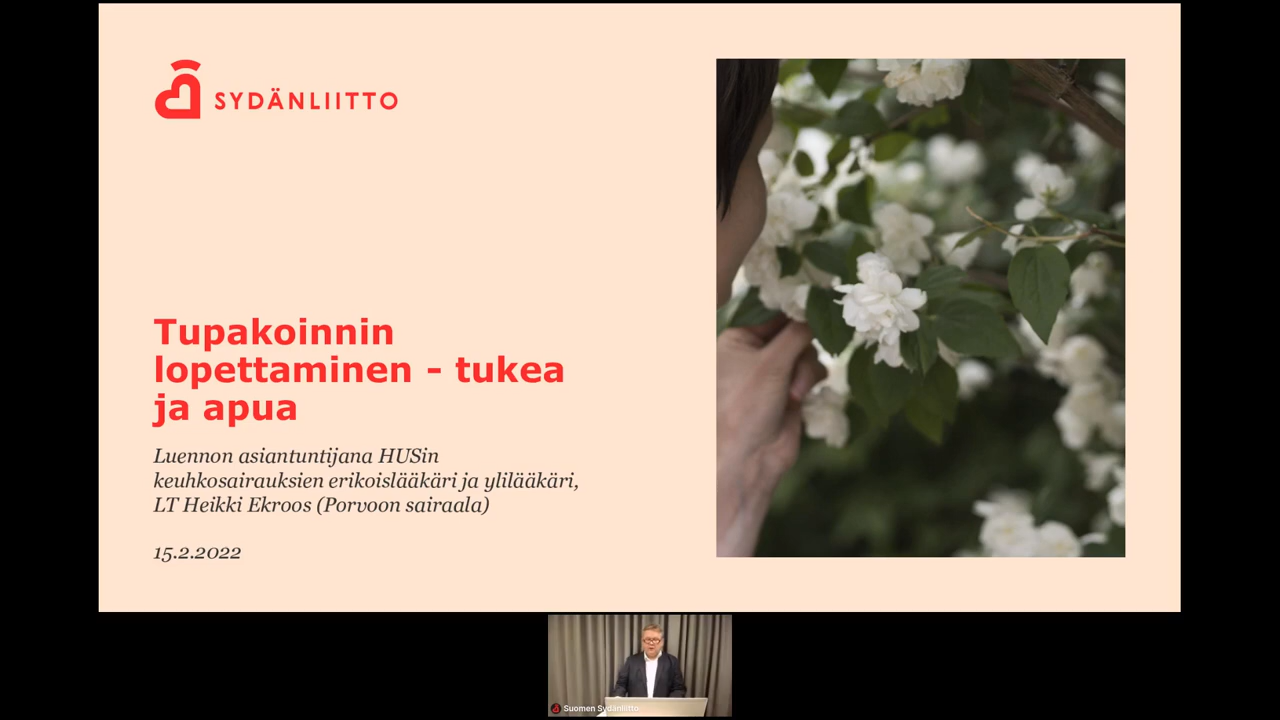 SYDÄNLIITTO
Tupakoinnin
lopettaminen - tukea
ja apua
Luennon asiantuntijana HUSin
keuhkosairauksien erikoislääkäri ja ylilääkäri,
LT Heikki Ekroos (Porvoon sairaala)
15.2.2022
Suomen Sydänliitto